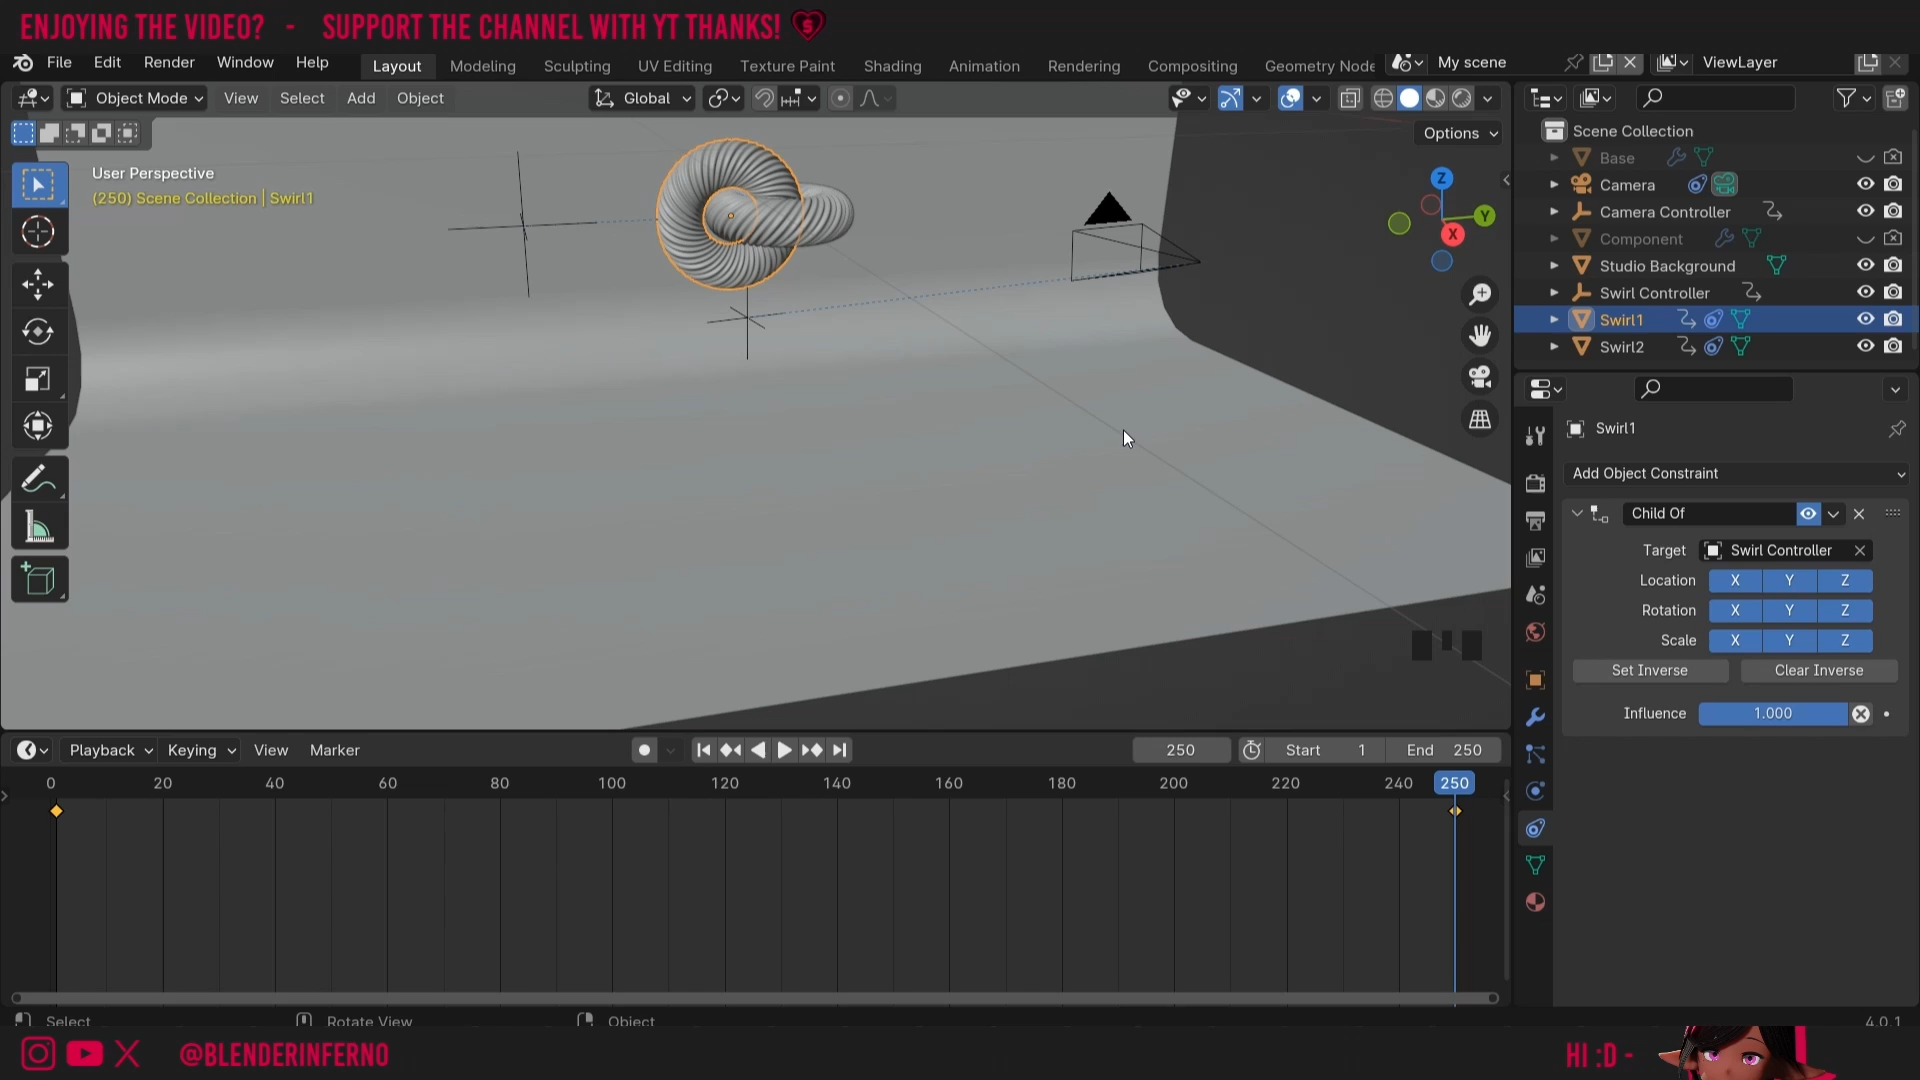 ENJOYING THE VIDEO? - SUPPORT THE CHANNEL WITH YT THANKS! $
File Edit Render Window Help Layout Modeling Sculpting UV Editing Texture Paint Shading Animation Rendering Compositing Geometry Node My scene ViewLayer
Object Mode View Select Add Object Global
Options
User Perspective
(250) Scene Collection | Swirl1
Z
Y
X
Scene Collection
Base
Camera
Camera Controller
Component
Studio Background
Swirl Controller
Swirl1
Swirl2
Swirl1
Add Object Constraint
Child Of
Target Swirl Controller
Location X Y Z
Rotation X Y Z
Scale X Y Z
Set Inverse Clear Inverse
Influence 1.000
Playback Keying View Marker 250 Start 1 End 250
0 20 40 60 80 100 120 140 160 180 200 220 240 250
Select Rotate View Object 4.0.1
@BLENDERINFERNO HI :D -